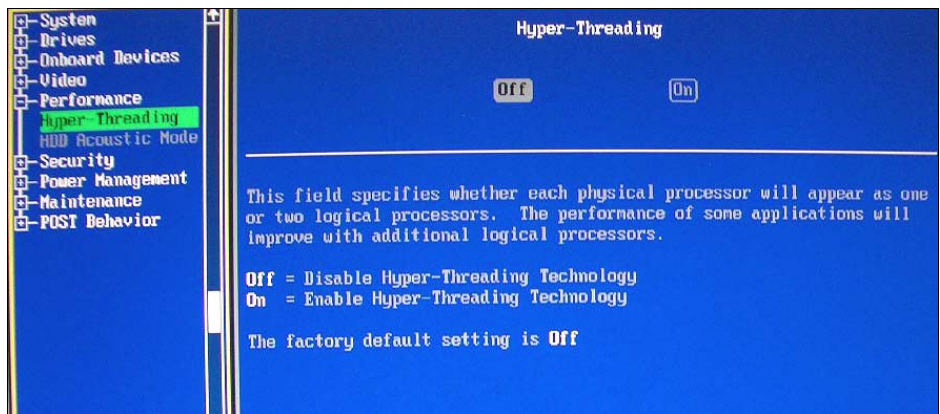 System
Drives
Onboard Devices
Video
Performance
Hyper-Threading
HDD Acoustic Mode
Security
Power Management
Maintenance
POST Behavior
Hyper-Threading
Off On
This field specifies whether each physical processor will appear as one
or two logical processors. The performance of some applications will
improve with additional logical processors.
Off = Disable Hyper-Threading Technology
On = Enable Hyper-Threading Technology
The factory default setting is Off